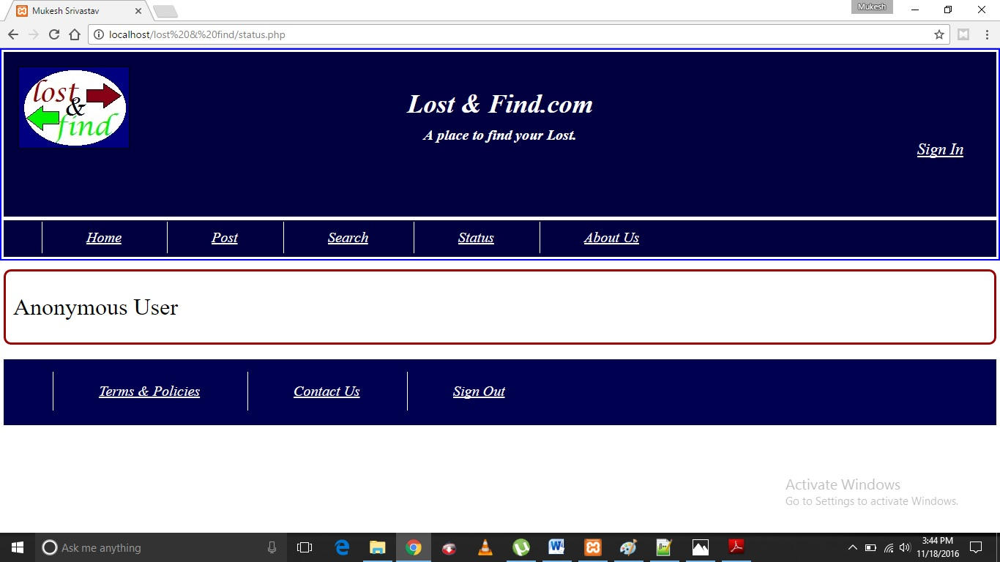 Mukesh Srivastav
Mukesh
localhost/lost%20&%20find/status.php
lost
&
find
Lost & Find.com
A place to find your Lost.
Sign In
Home Post Search Status About Us
Anonymous User
Terms & Policies Contact Us Sign Out
Activate Windows
Go to Settings to activate Windows.
Ask me anything
3:44 PM
11/18/2016